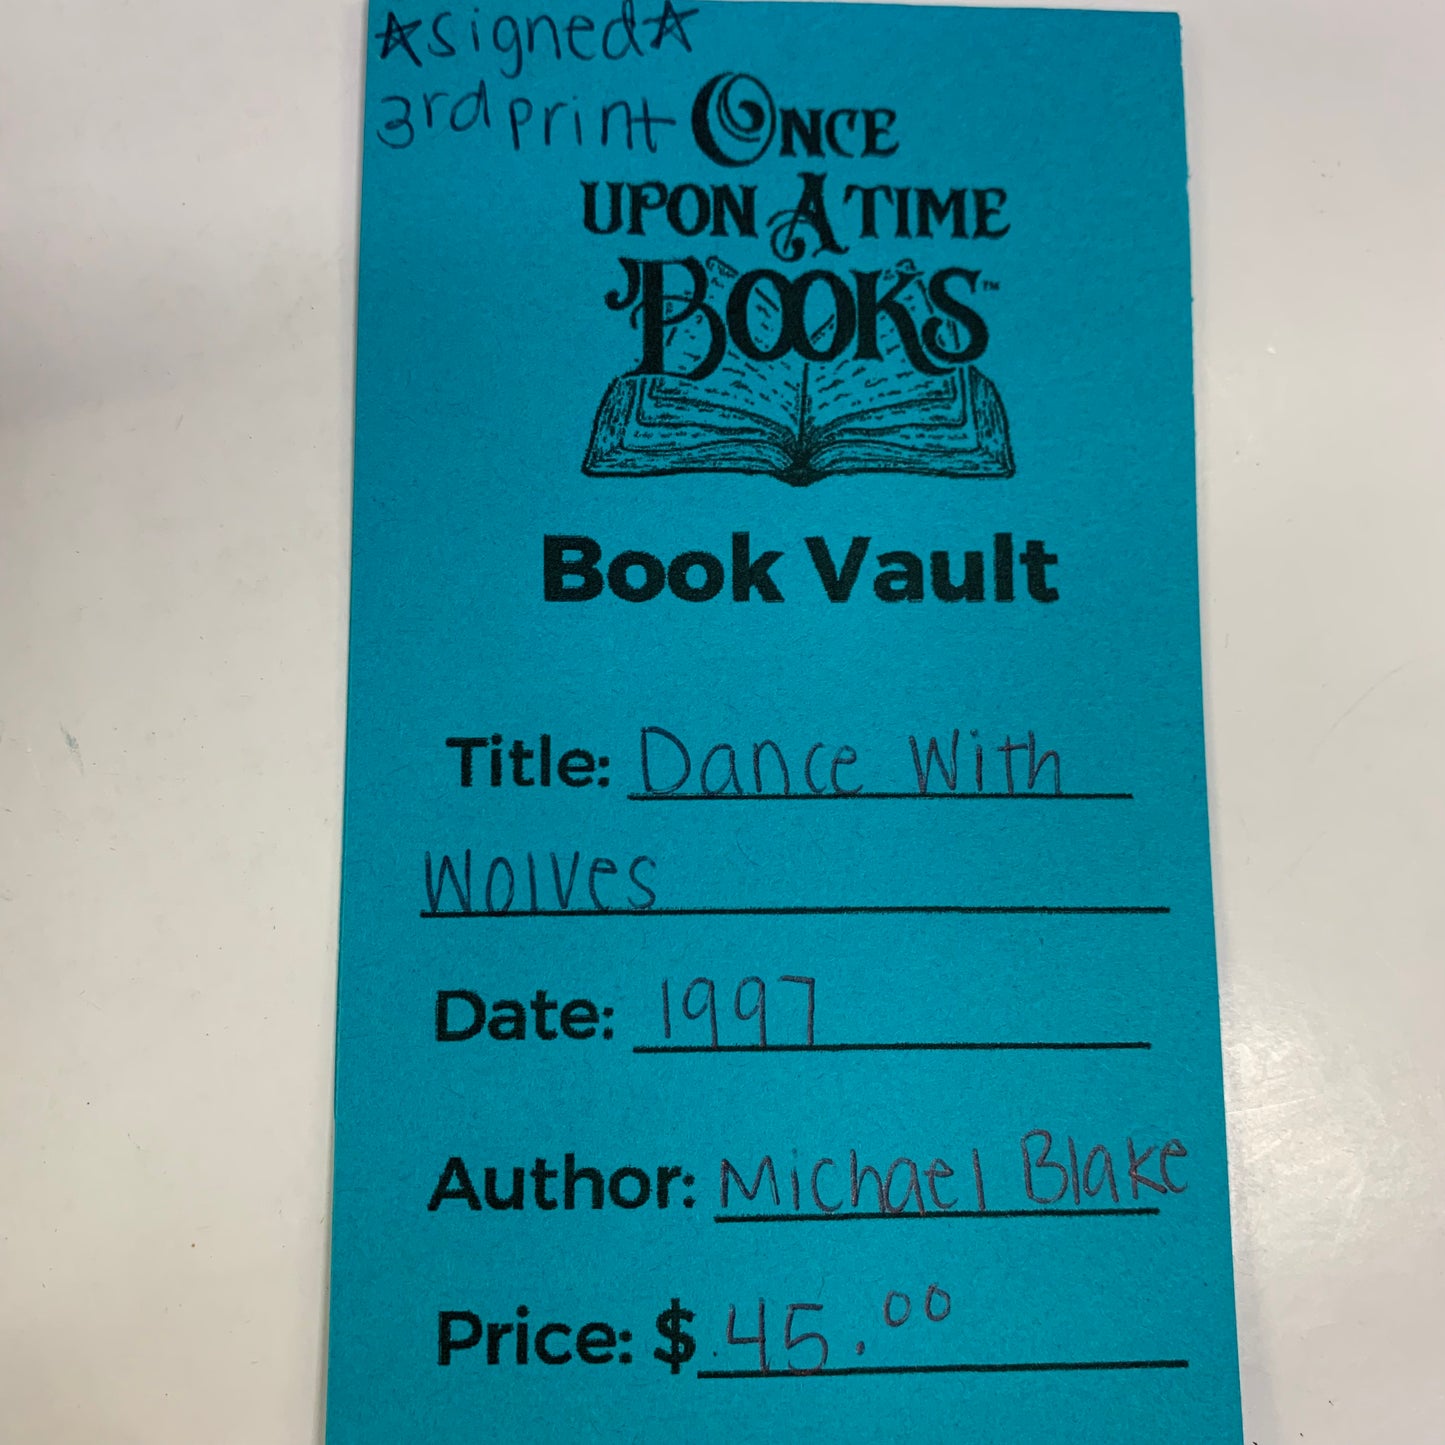 ☆signed☆
3rd print
ONCE
UPON A TIME
BOOKS™
Book Vault
Title: Dance With
Wolves
Date: 1997
Author: Michael Blake
Price: $ 45.00